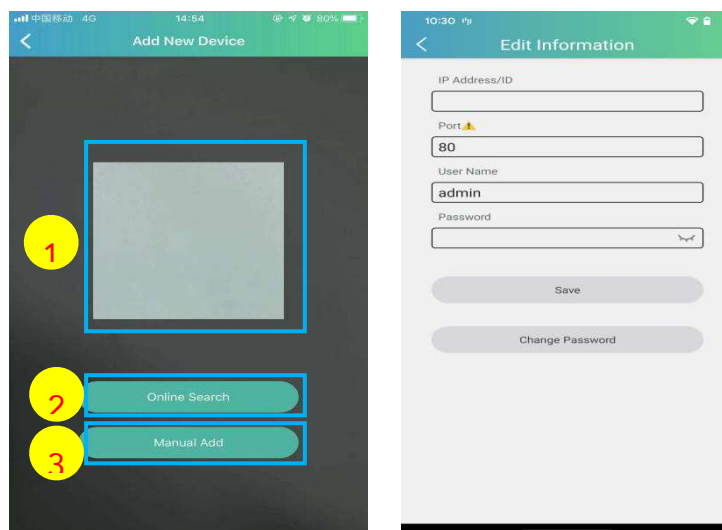 中国移动 4G 14:54 80%
Add New Device
1
2
Online Search
3
Manual Add
10:30
Edit Information
IP Address/ID
Port
80
User Name
admin
Password
Save
Change Password